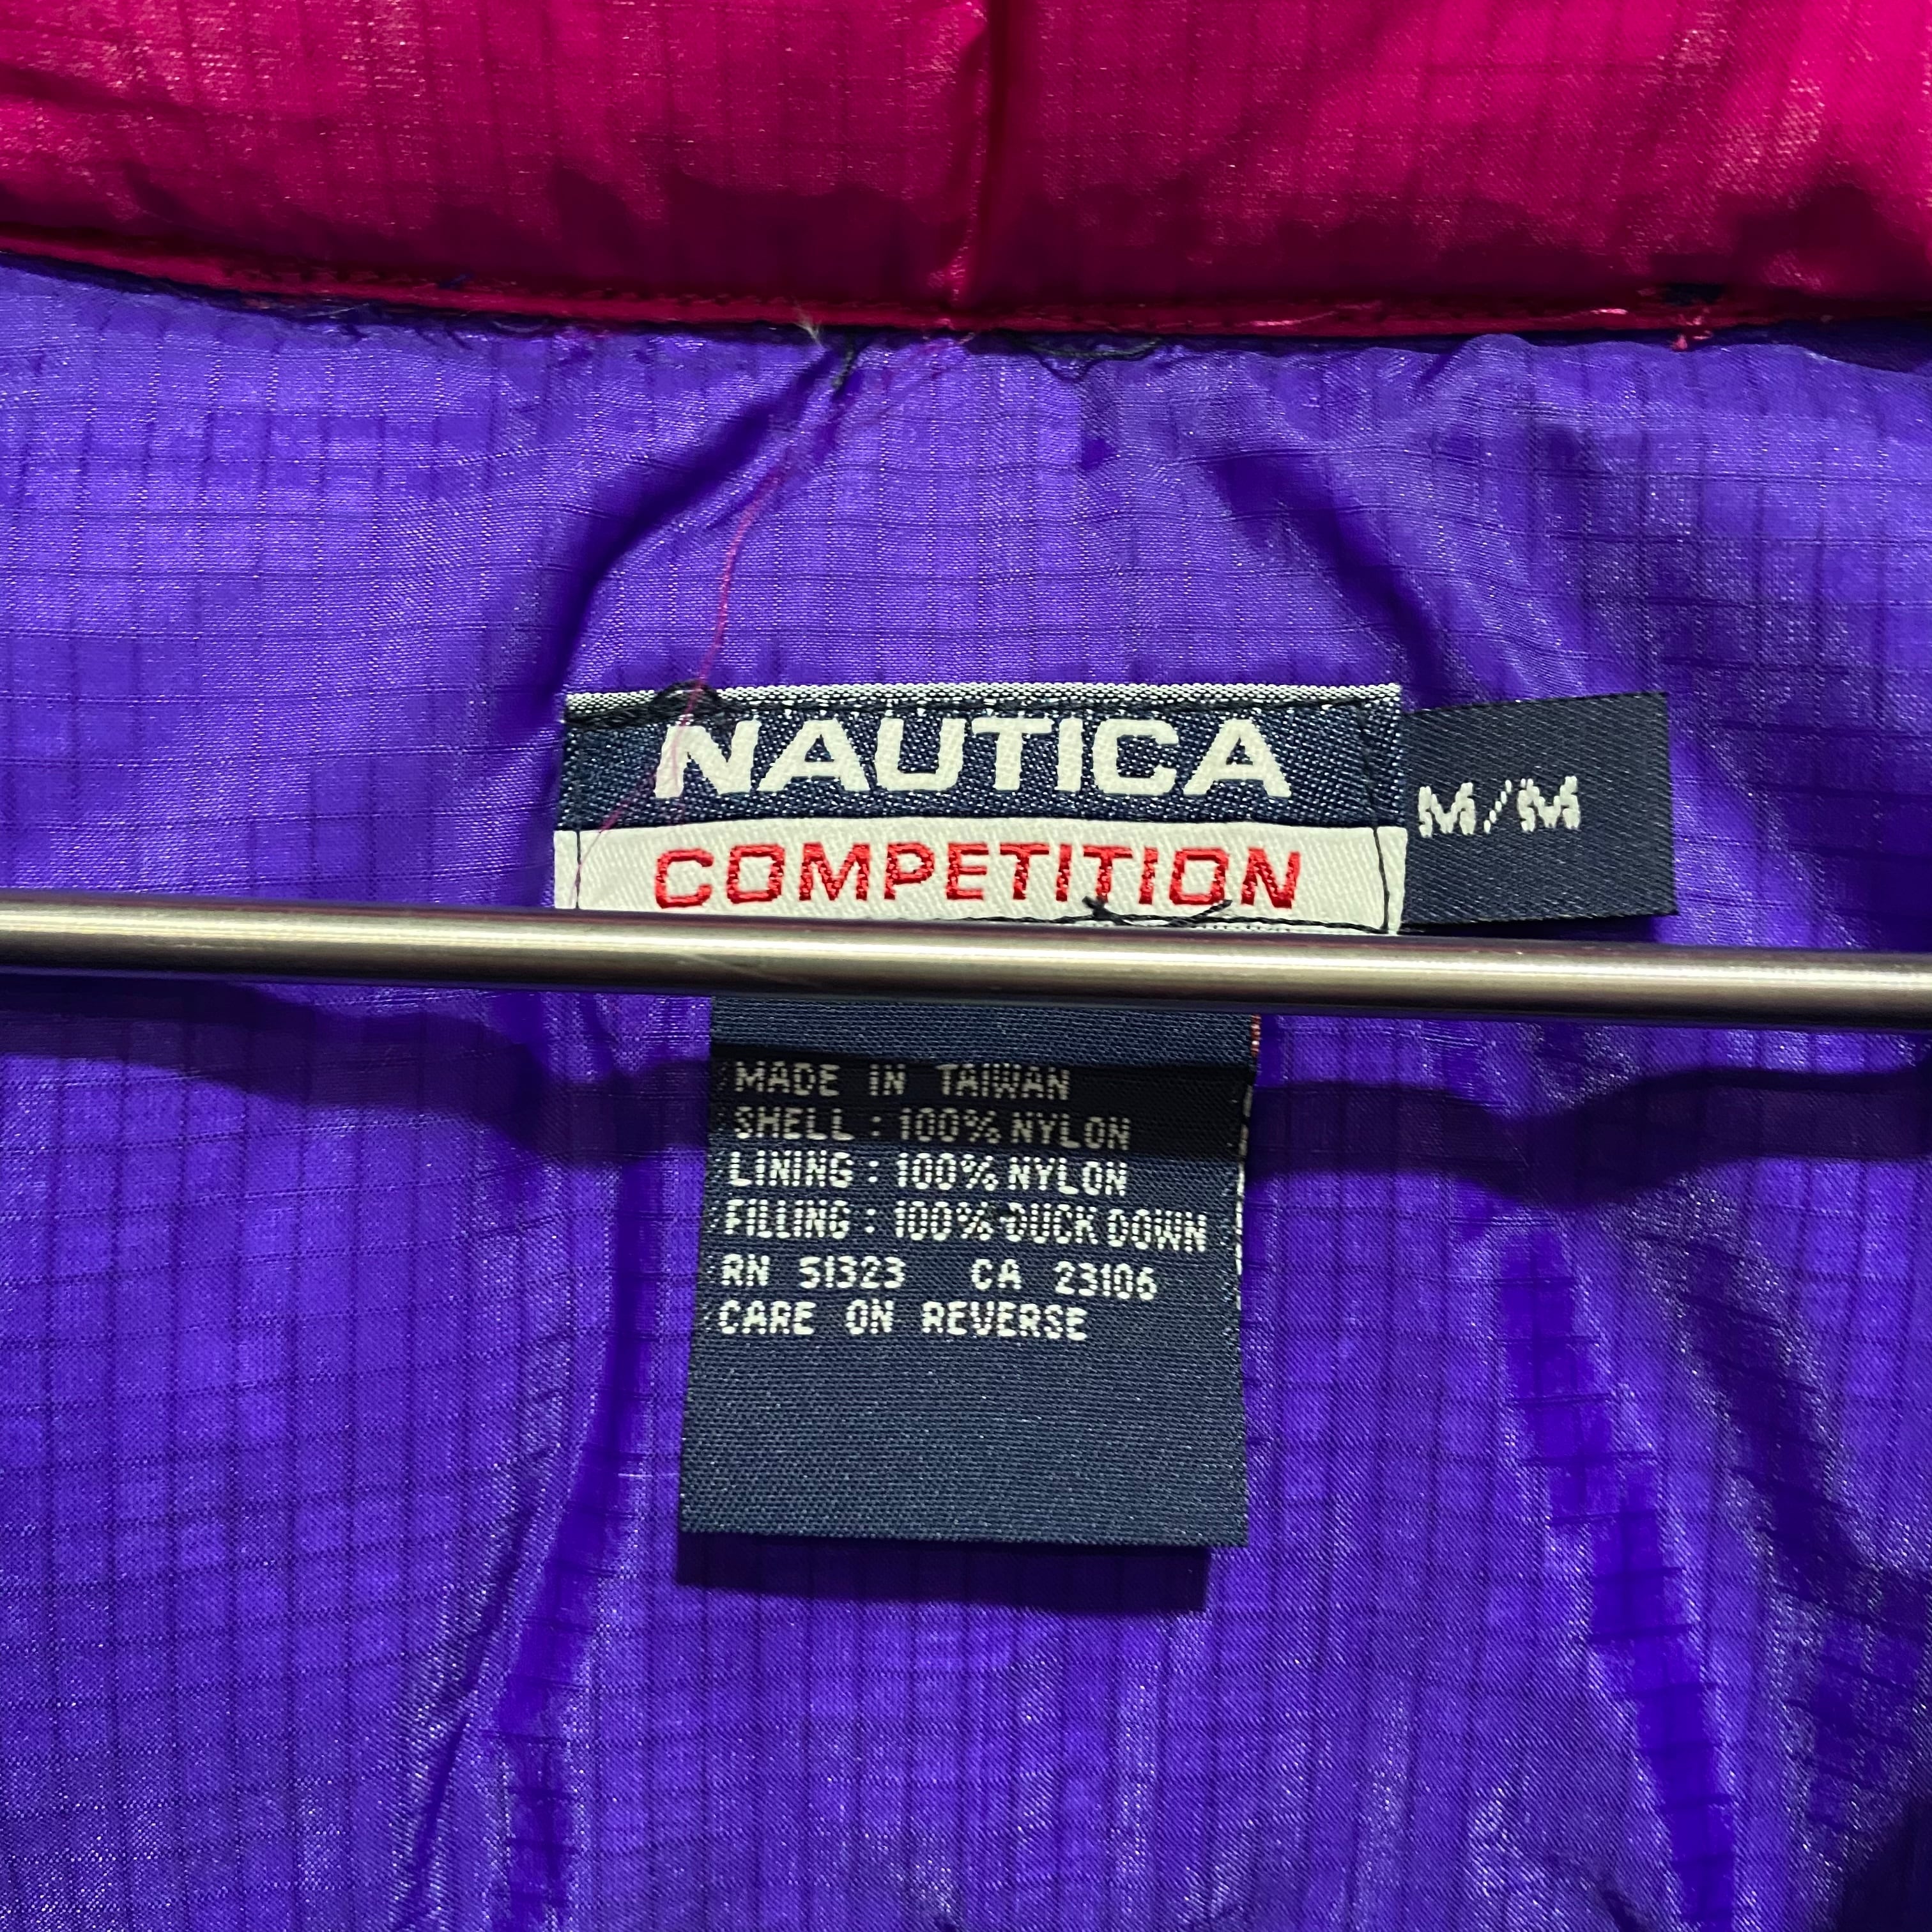 NAUTICA
COMPETITION
M/M
MADE IN TAIWAN
SHELL : 100% NYLON
LINING : 100% NYLON
FILLING : 100% DUCK DOWN
RN 51323 CA 23106
CARE ON REVERSE